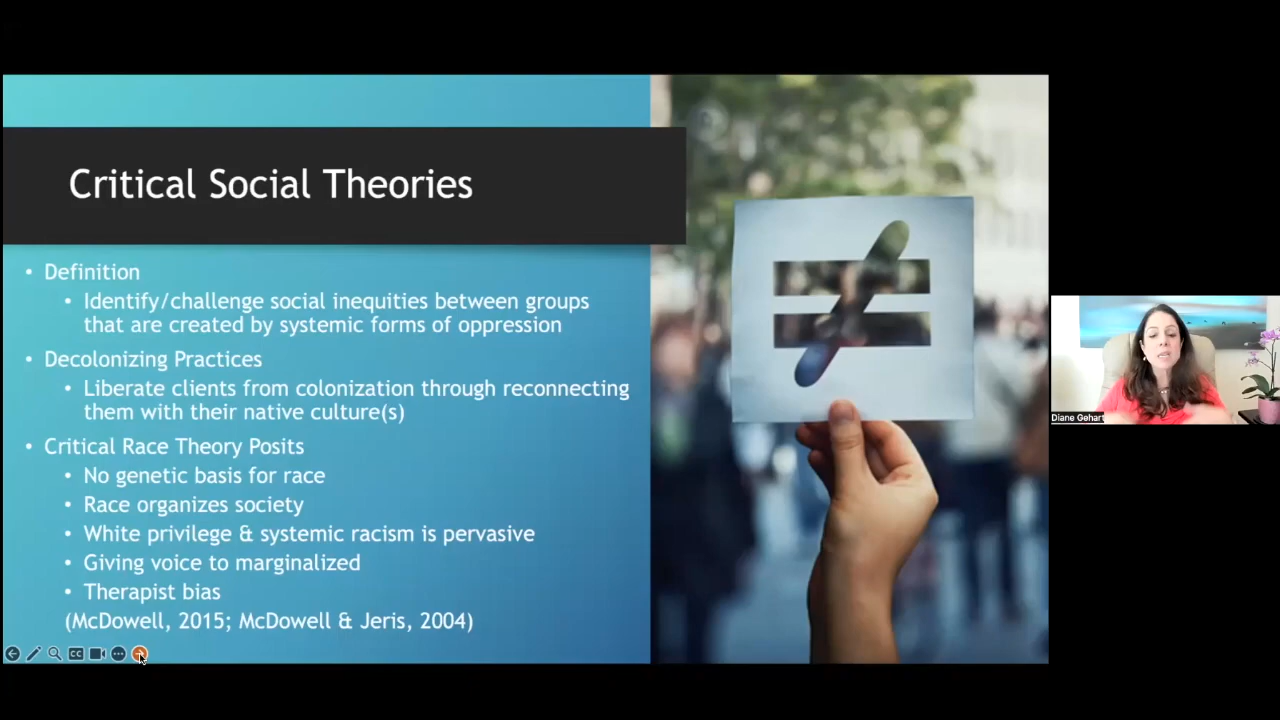 Critical Social Theories
• Definition
• Identify/challenge social inequities between groups
that are created by systemic forms of oppression
• Decolonizing Practices
• Liberate clients from colonization through reconnecting
them with their native culture(s)
• Critical Race Theory Posits
• No genetic basis for race
• Race organizes society
• White privilege & systemic racism is pervasive
• Giving voice to marginalized
• Therapist bias
(McDowell, 2015; McDowell & Jeris, 2004)
CC
≠
Diane Gehart